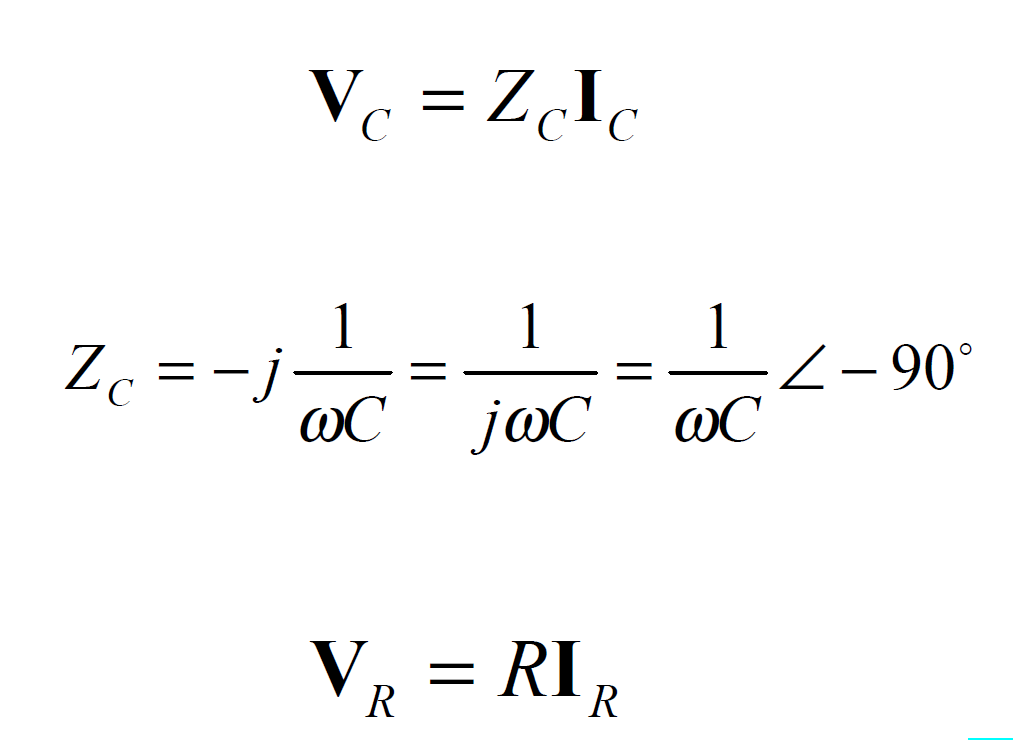 V_C = Z_C I_C
Z_C = −j 1/ωC = 1/jωC = 1/ωC ∠ − 90°
V_R = R I_R